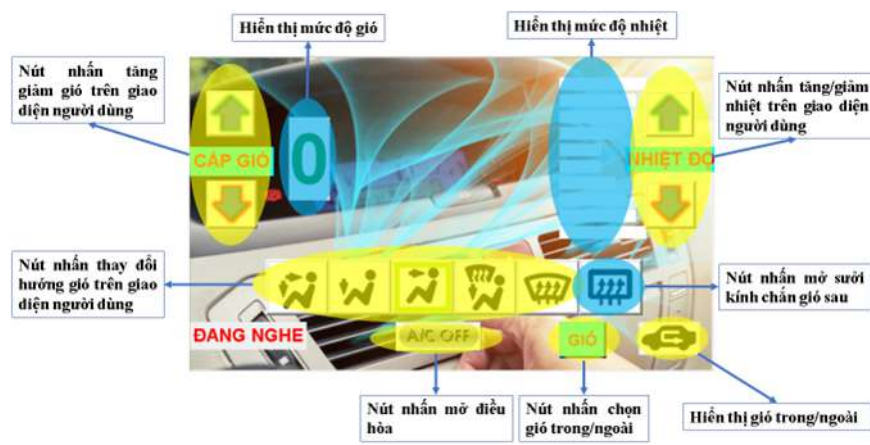 Hiển thị mức độ gió
Hiển thị mức độ nhiệt
Nút nhấn tăng
giảm gió trên giao
diện người dùng
Nút nhấn tăng/giảm
nhiệt trên giao diện
người dùng
CẤP GIÓ
0
NHIỆT ĐỘ
Nút nhấn thay đổi
hướng gió trên giao
diện người dùng
Nút nhấn mở sưởi
kính chắn gió sau
ĐANG NGHE
A/C OFF
GIÓ
Nút nhấn mở điều
hòa
Nút nhấn chọn
gió trong/ngoài
Hiển thị gió trong/ngoài